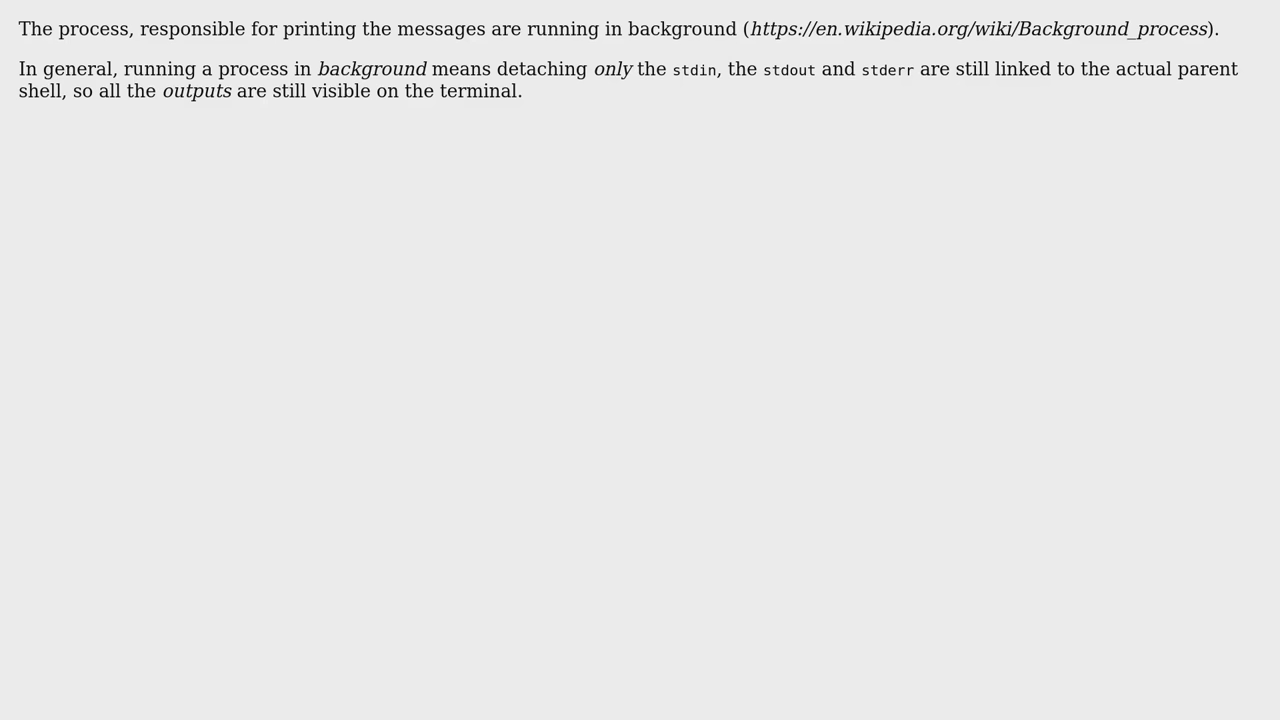 The process, responsible for printing the messages are running in background (https://en.wikipedia.org/wiki/Background_process).
In general, running a process in background means detaching only the stdin, the stdout and stderr are still linked to the actual parent
shell, so all the outputs are still visible on the terminal.